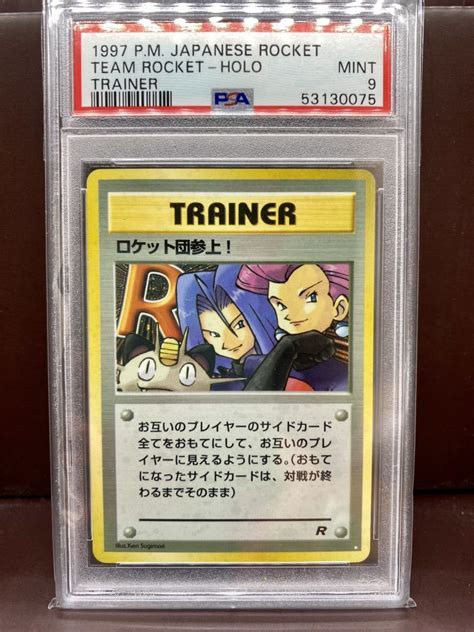 1997 P.M. JAPANESE ROCKET
TEAM ROCKET-HOLO MINT
TRAINER 9
PSA 53130075
TRAINER
ロケット団参上！
R
お互いのプレイヤーのサイドカード
全てをおもてにして、お互いのプレイ
ヤーに見えるようにする。（おもて
になったサイドカードは、対戦が終
わるまでそのまま）
Illus.Ken Sugimori
R